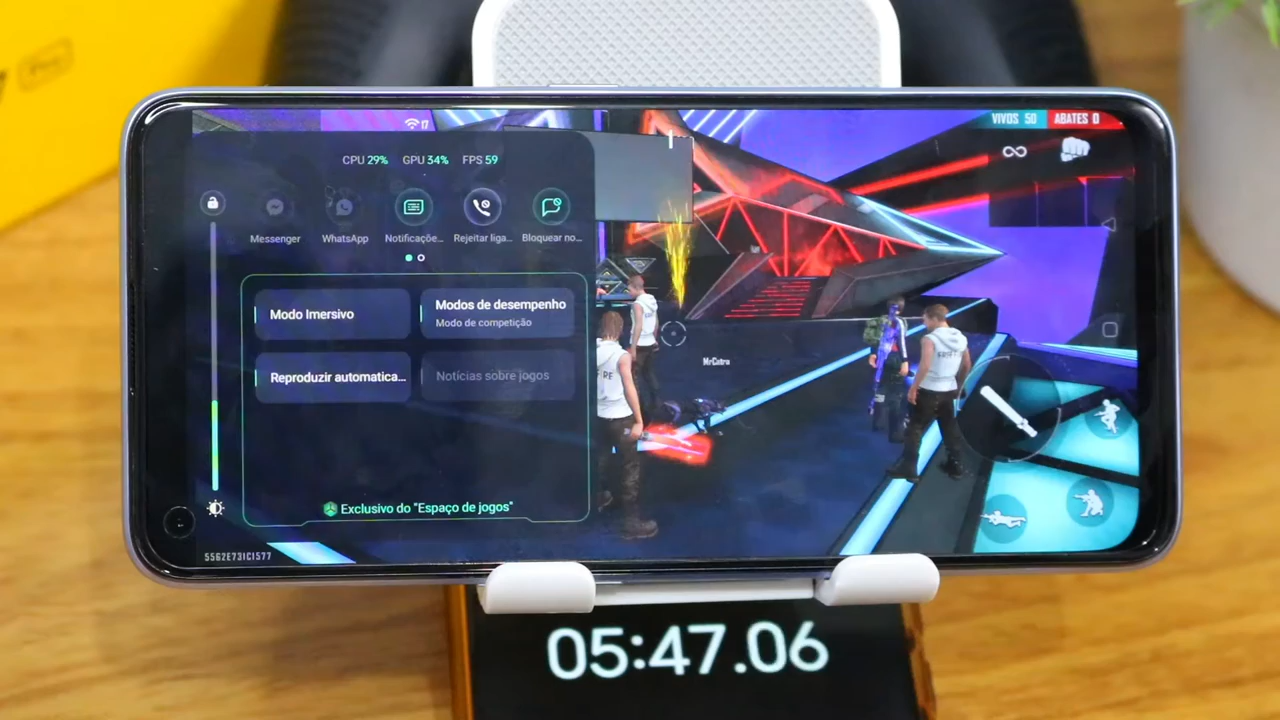 17
VIVOS 50 ABATES 0
CPU 29% GPU 34% FPS 59
Messenger WhatsApp Notificaçõe... Rejeitar liga... Bloquear no...
Modo Imersivo
Modos de desempenho
Modo de competição
Reproduzir automatica...
Notícias sobre jogos
MrCotro
Exclusivo do "Espaço de jogos"
05:47.06